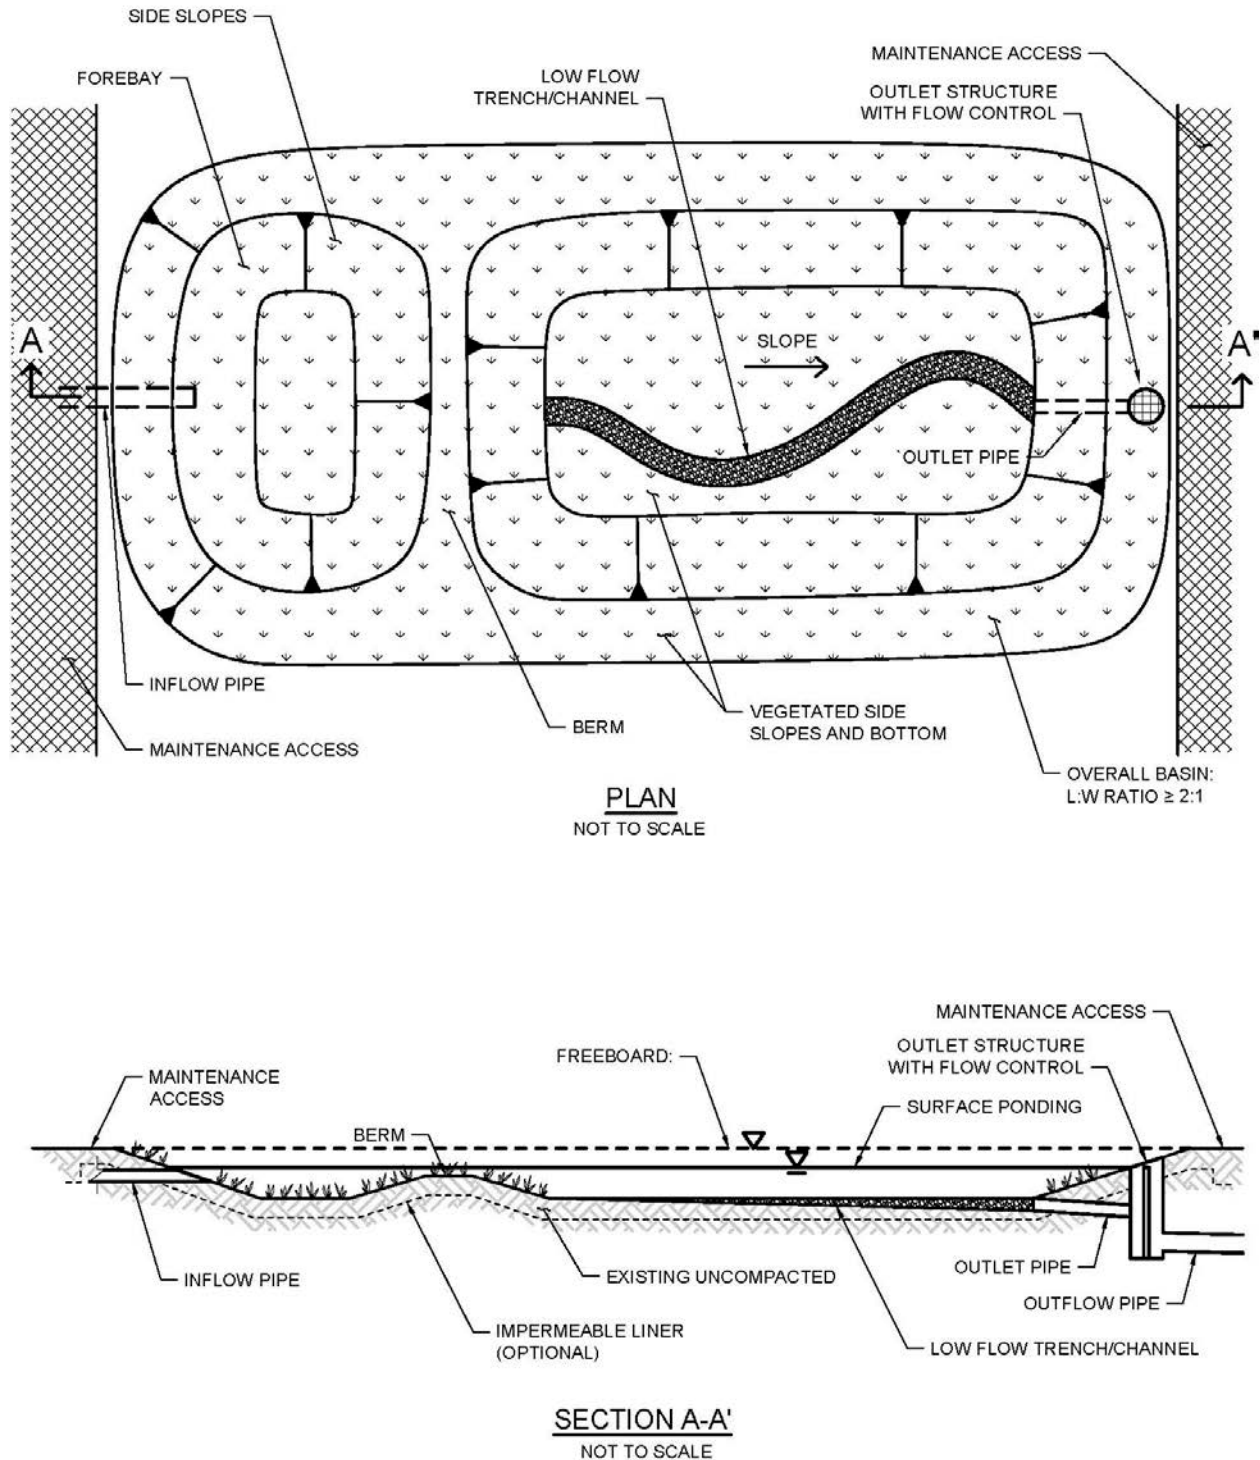 SIDE SLOPES
FOREBAY
LOW FLOW
TRENCH/CHANNEL
MAINTENANCE ACCESS
OUTLET STRUCTURE
WITH FLOW CONTROL
A
SLOPE
A'
OUTLET PIPE
INFLOW PIPE
MAINTENANCE ACCESS
BERM
VEGETATED SIDE
SLOPES AND BOTTOM
OVERALL BASIN:
L:W RATIO ≥ 2:1
PLAN
NOT TO SCALE
MAINTENANCE ACCESS
OUTLET STRUCTURE
WITH FLOW CONTROL
FREEBOARD:
MAINTENANCE
ACCESS
SURFACE PONDING
BERM
INFLOW PIPE
EXISTING UNCOMPACTED
OUTLET PIPE
OUTFLOW PIPE
IMPERMEABLE LINER
(OPTIONAL)
LOW FLOW TRENCH/CHANNEL
SECTION A-A'
NOT TO SCALE